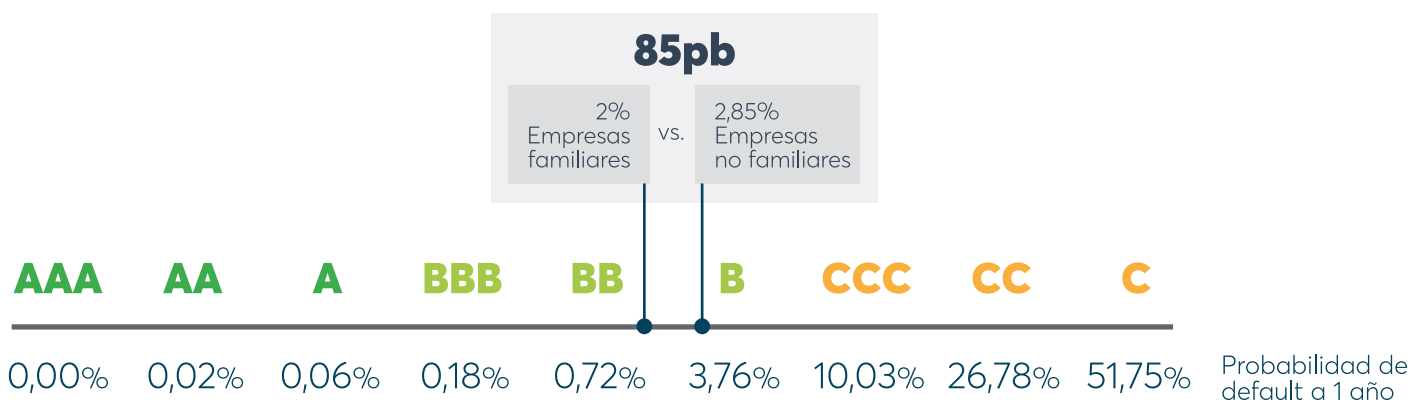 85pb
2%
Empresas
familiares
vs.
2,85%
Empresas
no familiares
AAA AA A BBB BB B CCC CC C
0,00% 0,02% 0,06% 0,18% 0,72% 3,76% 10,03% 26,78% 51,75%
Probabilidad de
default a 1 año